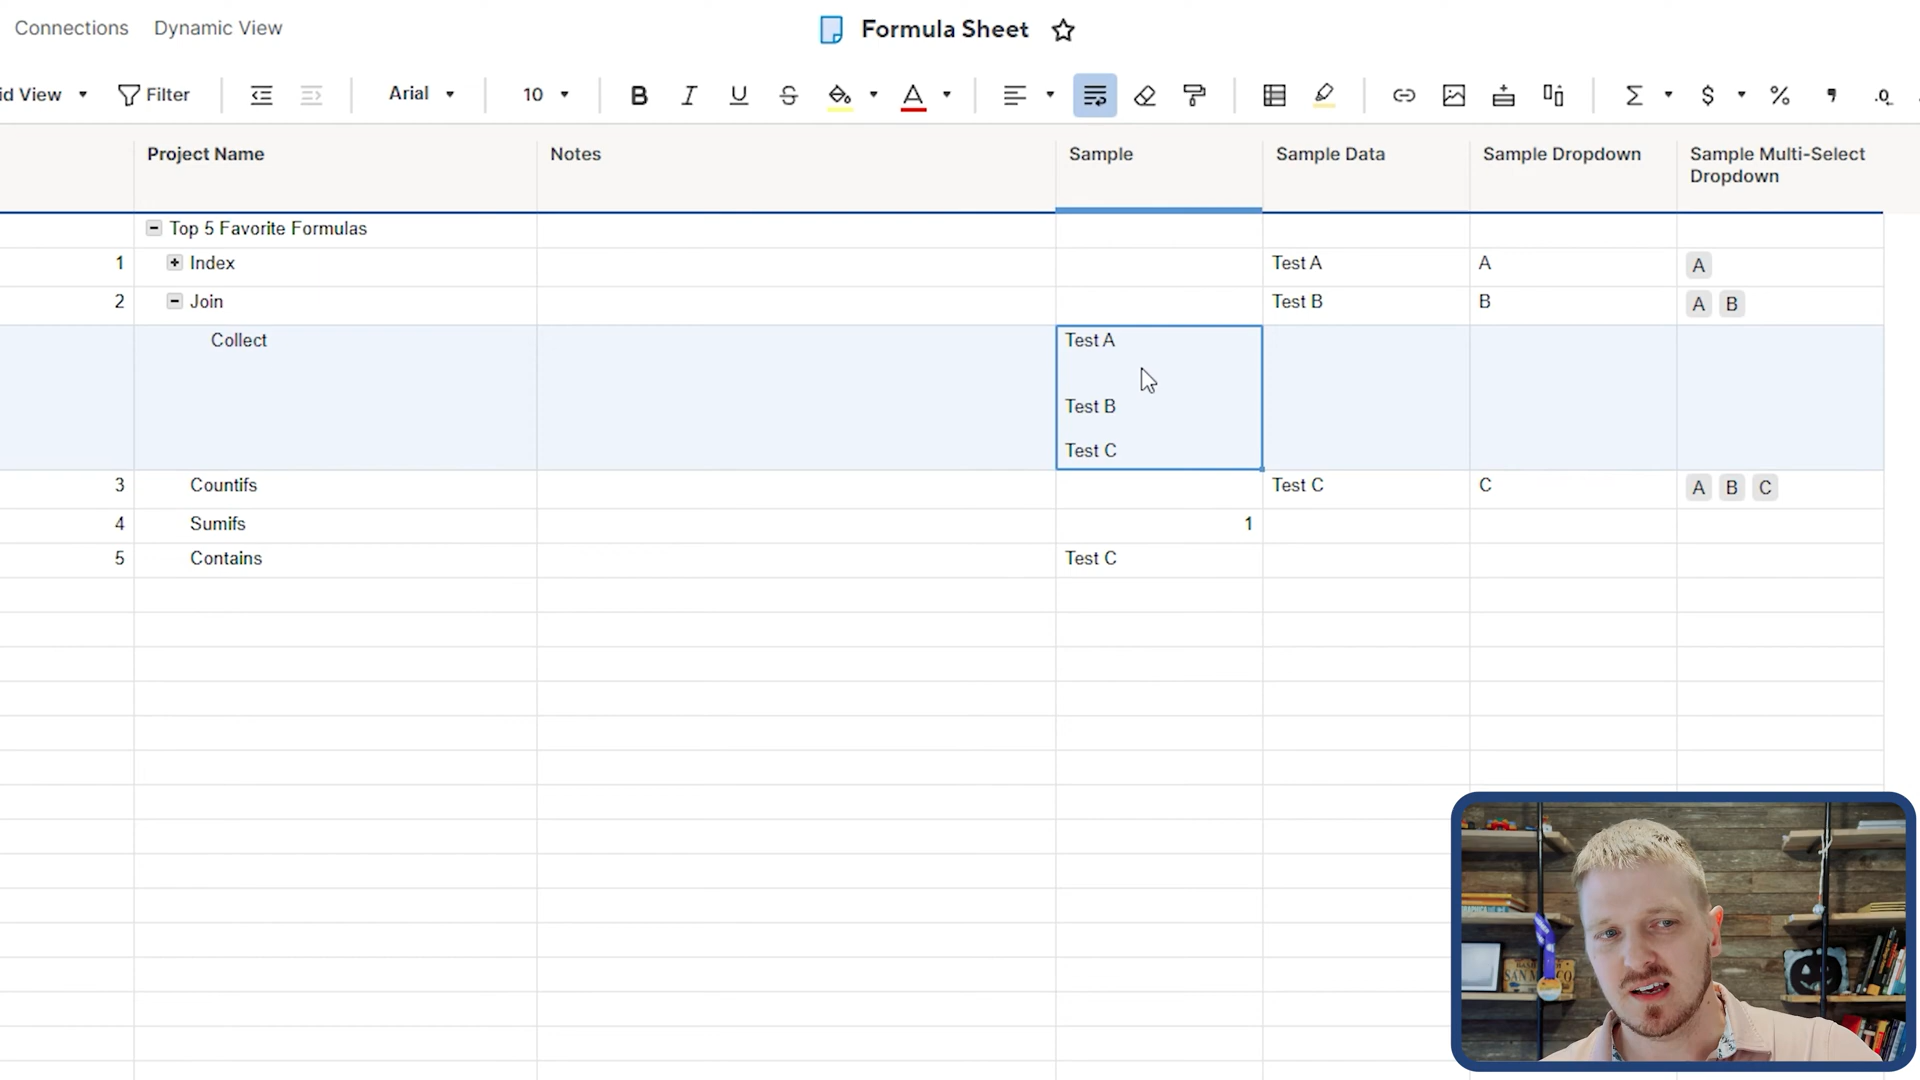 Connections Dynamic View Formula Sheet
id View Filter Arial 10 B I U S A Σ $ % , .0
Project Name Notes Sample Sample Data Sample Dropdown Sample Multi-Select
Dropdown
Top 5 Favorite Formulas
1 Index Test A A A
2 Join Test B B A B
Collect Test A
Test B
Test C
3 Countifs Test C C A B C
4 Sumifs 1
5 Contains Test C